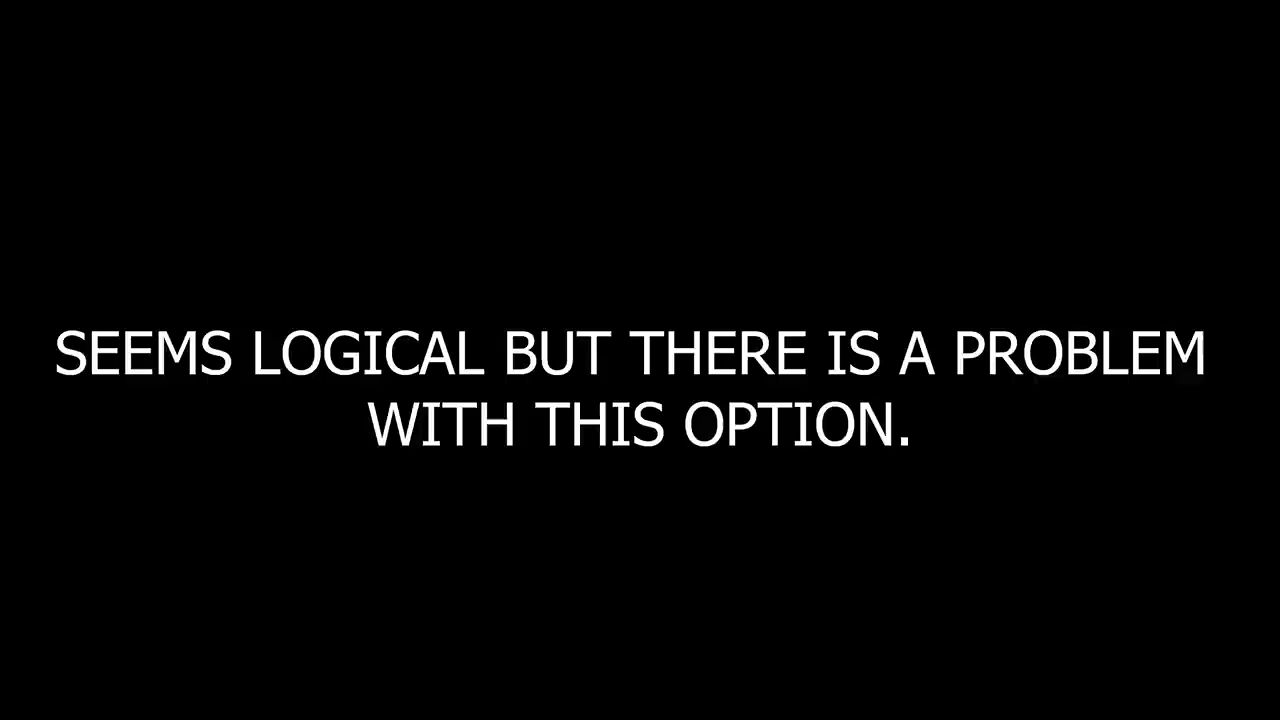 SEEMS LOGICAL BUT THERE IS A PROBLEM
WITH THIS OPTION.